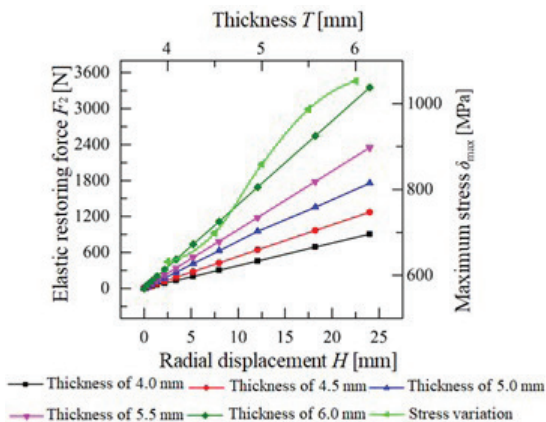 Thickness T [mm]
4 5 6
3600
3000
2400
1800
1200
600
0
Elastic restoring force F₂ [N]
1000
900
800
700
600
Maximum stress δmax [MPa]
0 5 10 15 20 25
Radial displacement H [mm]
Thickness of 4.0 mm Thickness of 4.5 mm Thickness of 5.0 mm
Thickness of 5.5 mm Thickness of 6.0 mm Stress variation